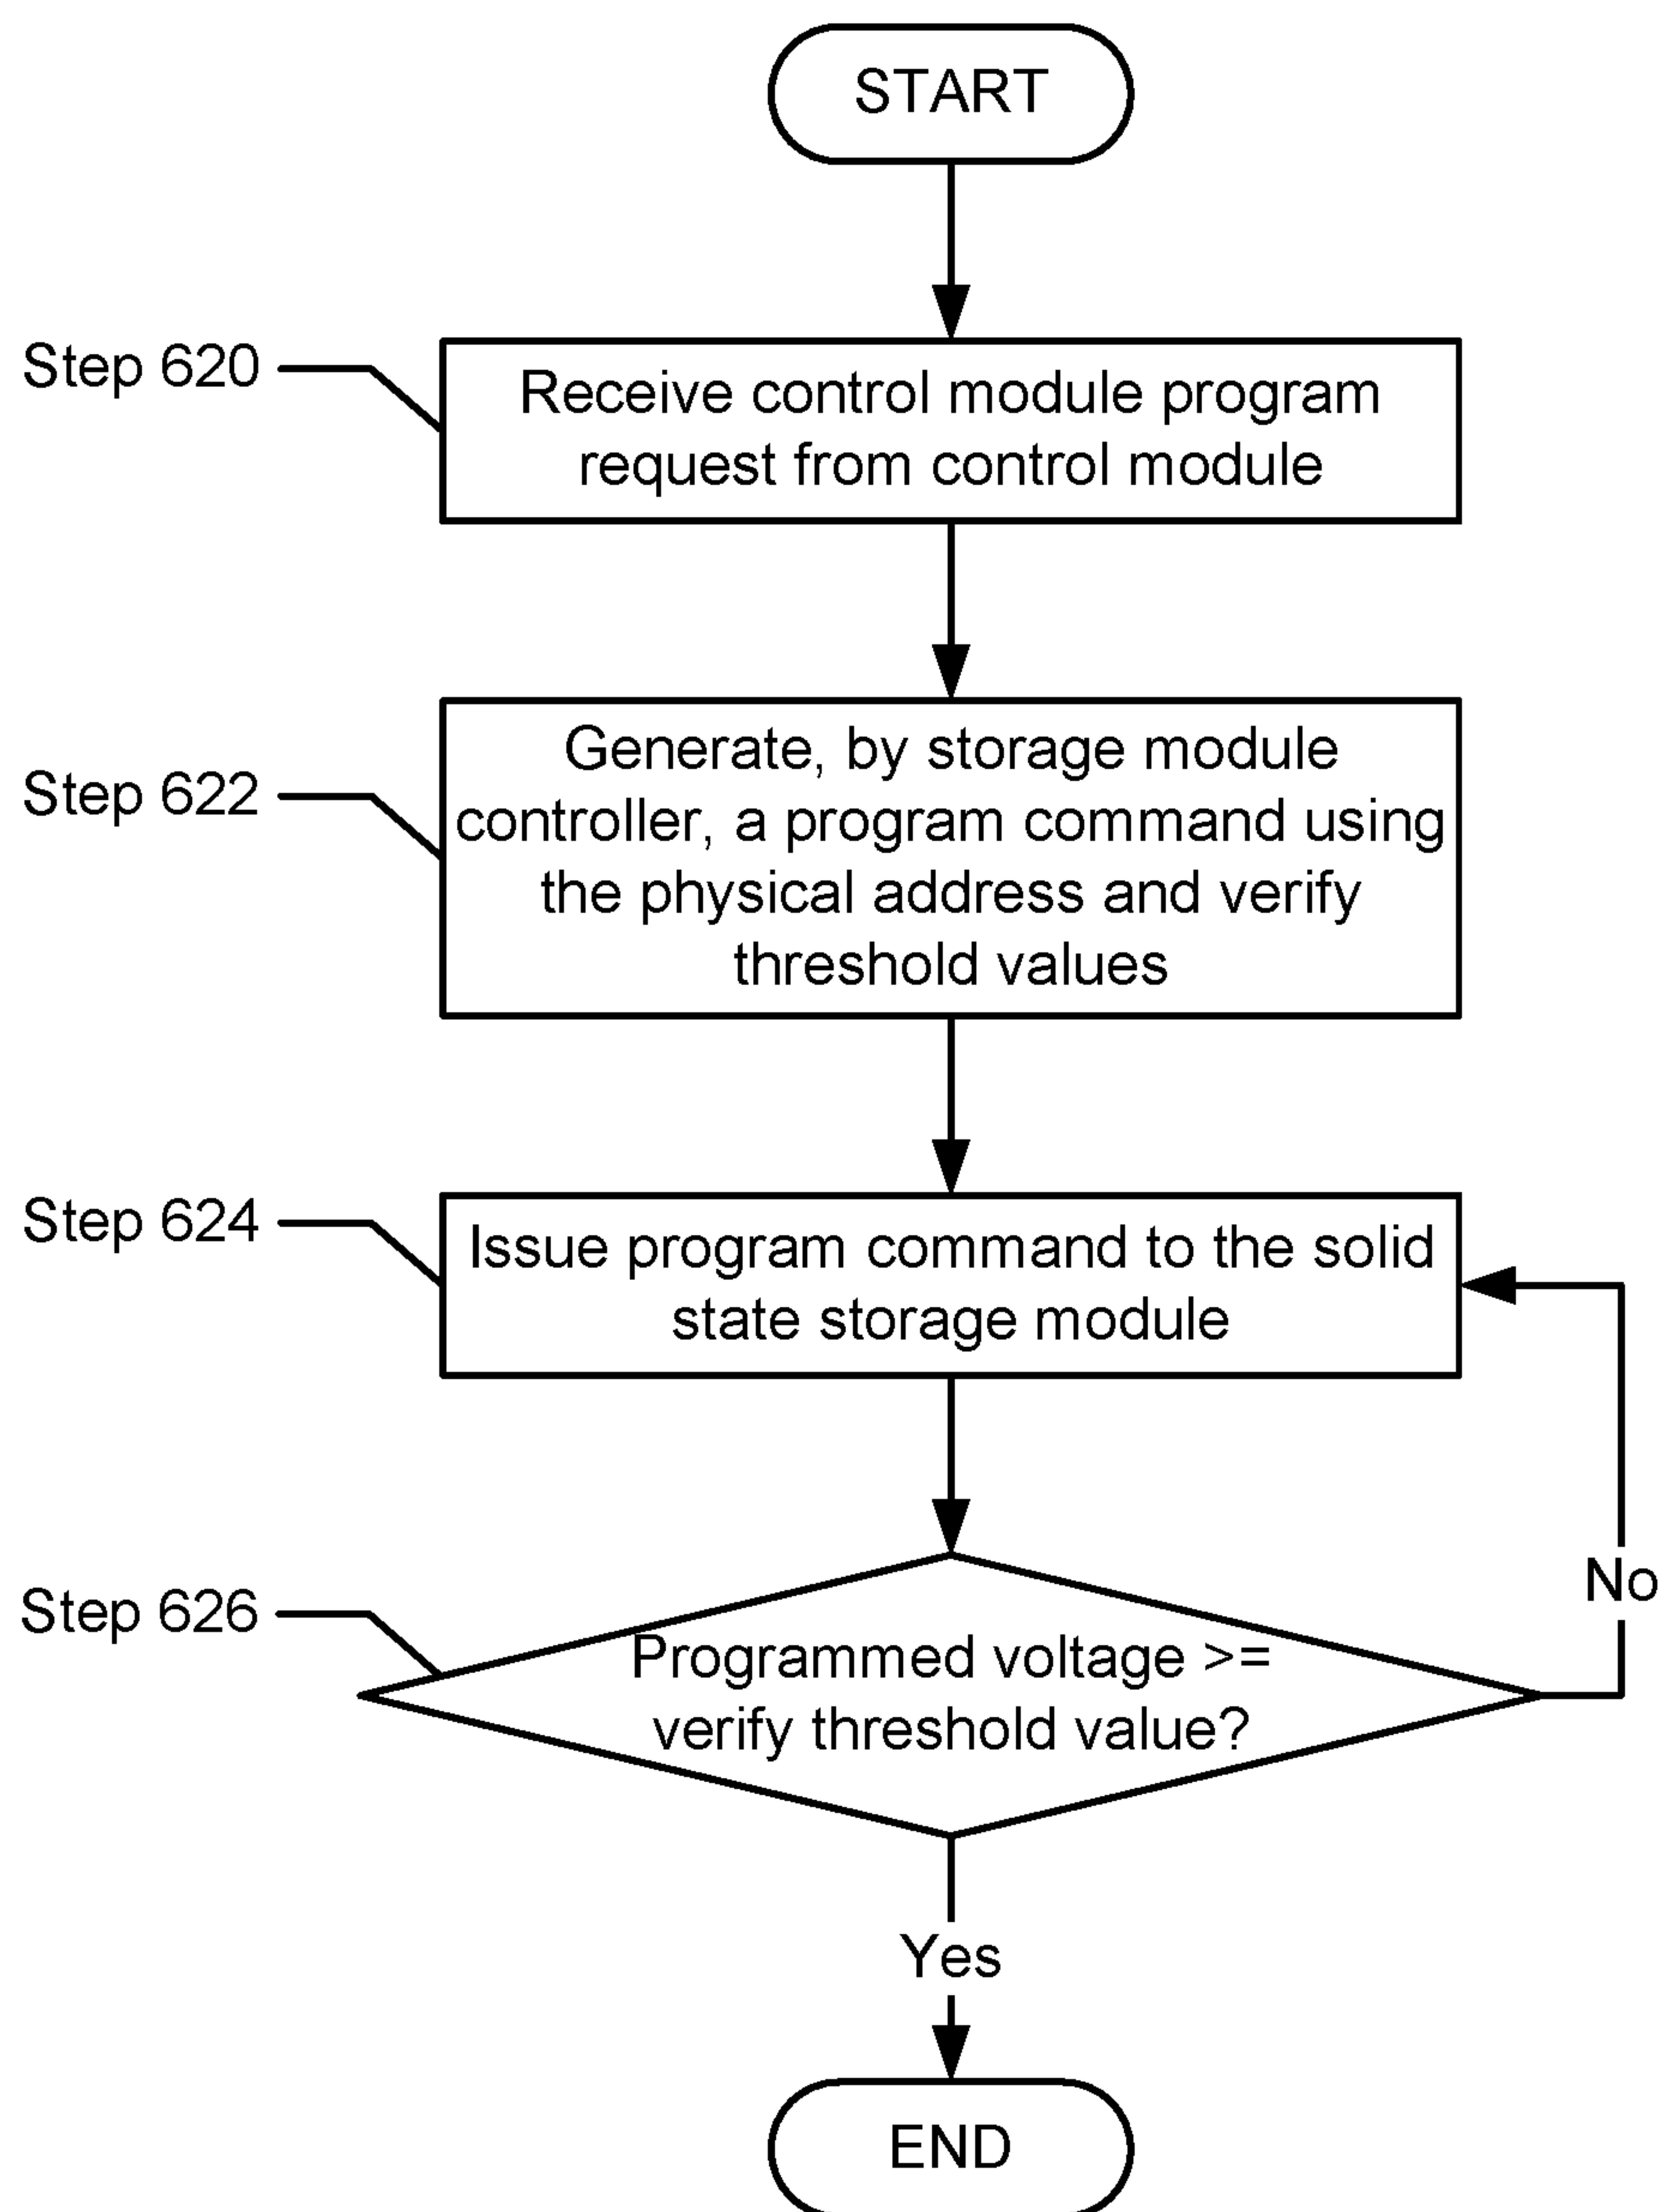 START
Step 620
Receive control module program
request from control module
Step 622
Generate, by storage module
controller, a program command using
the physical address and verify
threshold values
Step 624
Issue program command to the solid
state storage module
Step 626
Programmed voltage >=
verify threshold value?
No
Yes
END